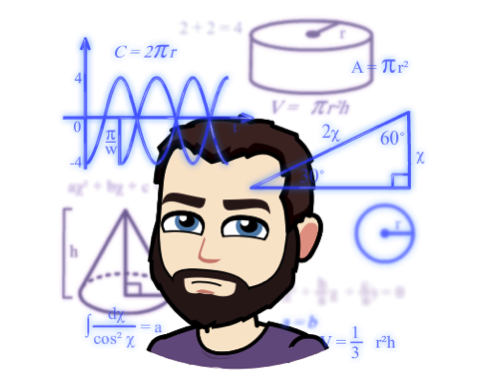 2 + 2 = 4
C = 2πr
r
4
A = πr²
V = πr²h
0
π
w
2χ
60°
χ
-4
30°
r
h
∫ dχ / cos² χ = a
a = b
V = 1/3 r²h